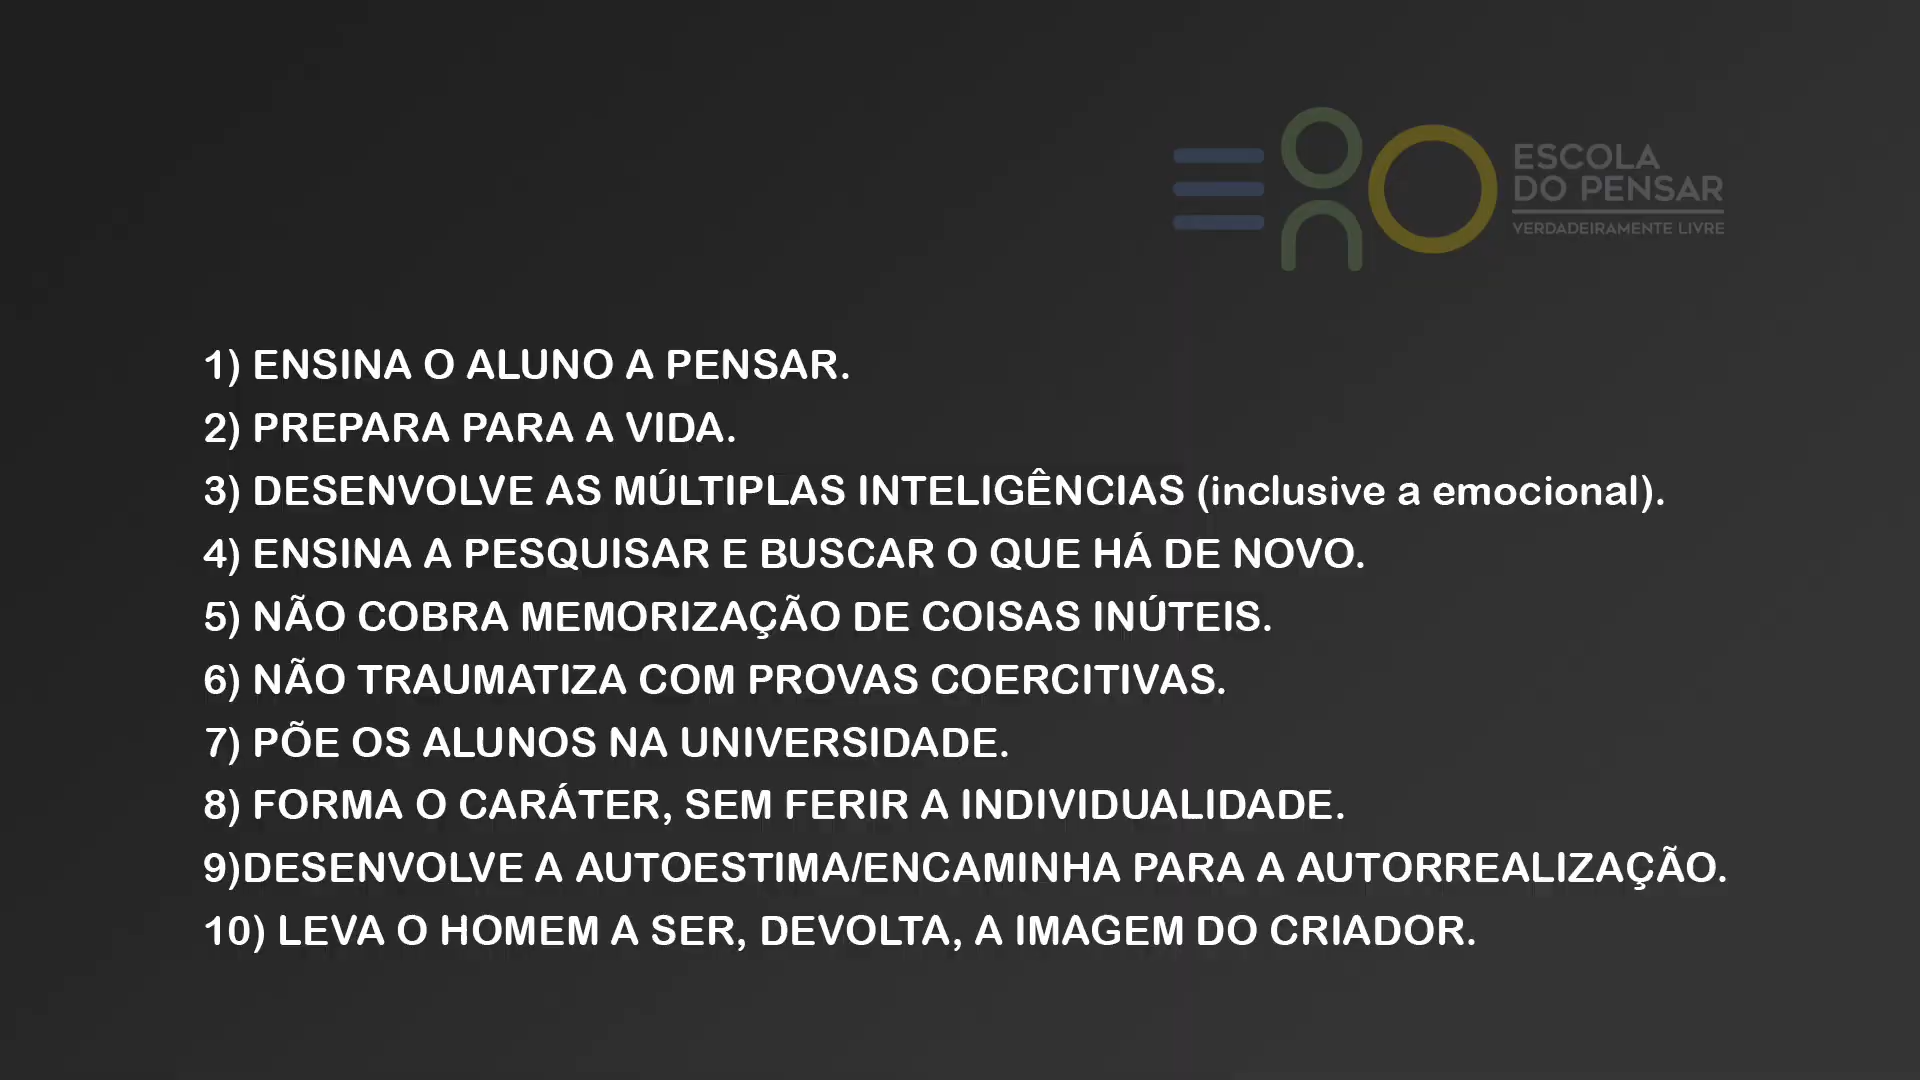 ESCOLA
DO PENSAR
VERDADEIRAMENTE LIVRE
1) ENSINA O ALUNO A PENSAR.
2) PREPARA PARA A VIDA.
3) DESENVOLVE AS MÚLTIPLAS INTELIGÊNCIAS (inclusive a emocional).
4) ENSINA A PESQUISAR E BUSCAR O QUE HÁ DE NOVO.
5) NÃO COBRA MEMORIZAÇÃO DE COISAS INÚTEIS.
6) NÃO TRAUMATIZA COM PROVAS COERCITIVAS.
7) PÕE OS ALUNOS NA UNIVERSIDADE.
8) FORMA O CARÁTER, SEM FERIR A INDIVIDUALIDADE.
9)DESENVOLVE A AUTOESTIMA/ENCAMINHA PARA A AUTORREALIZAÇÃO.
10) LEVA O HOMEM A SER, DEVOLTA, A IMAGEM DO CRIADOR.